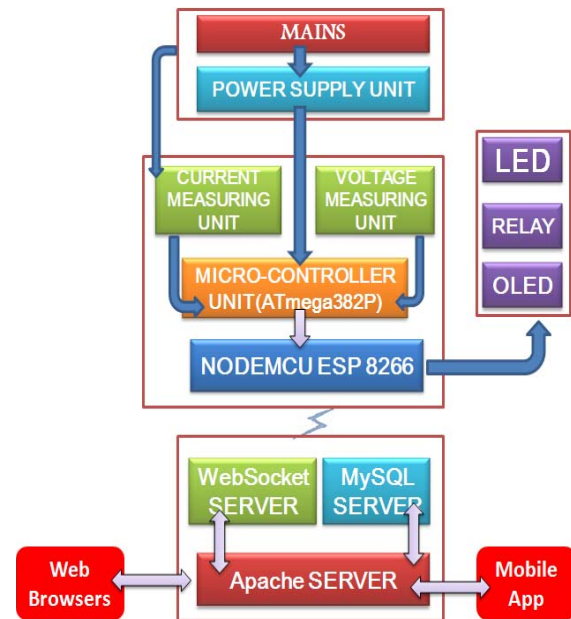 MAINS
POWER SUPPLY UNIT
CURRENT
MEASURING
UNIT
VOLTAGE
MEASURING
UNIT
LED
RELAY
OLED
MICRO-CONTROLLER
UNIT(ATmega382P)
NODEMCU ESP 8266
WebSocket
SERVER
MySQL
SERVER
Web
Browsers
Apache SERVER
Mobile
App